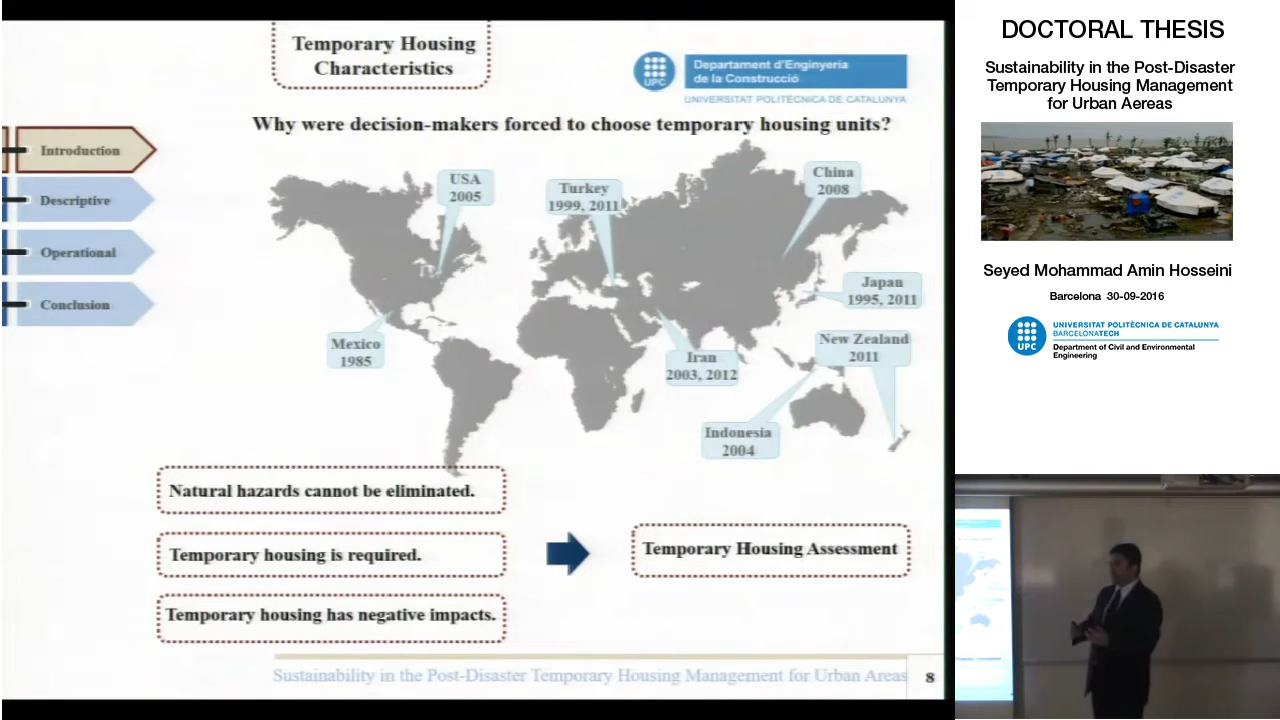 Temporary Housing
Characteristics
UPC
Departament d'Enginyeria
de la Construcció
UNIVERSITAT POLITÈCNICA DE CATALUNYA
Why were decision-makers forced to choose temporary housing units?
Introduction
Descriptive
Operational
Conclusion
USA
2005
Turkey
1999, 2011
China
2008
Japan
1995, 2011
Mexico
1985
Iran
2003, 2012
New Zealand
2011
Indonesia
2004
Natural hazards cannot be eliminated.
Temporary housing is required.
Temporary housing has negative impacts.
Temporary Housing Assessment
Sustainability in the Post-Disaster Temporary Housing Management for Urban Areas
8
DOCTORAL THESIS
Sustainability in the Post-Disaster
Temporary Housing Management
for Urban Aereas
Seyed Mohammad Amin Hosseini
Barcelona 30-09-2016
UPC
UNIVERSITAT POLITÈCNICA DE CATALUNYA
BARCELONATECH
Department of Civil and Environmental
Engineering